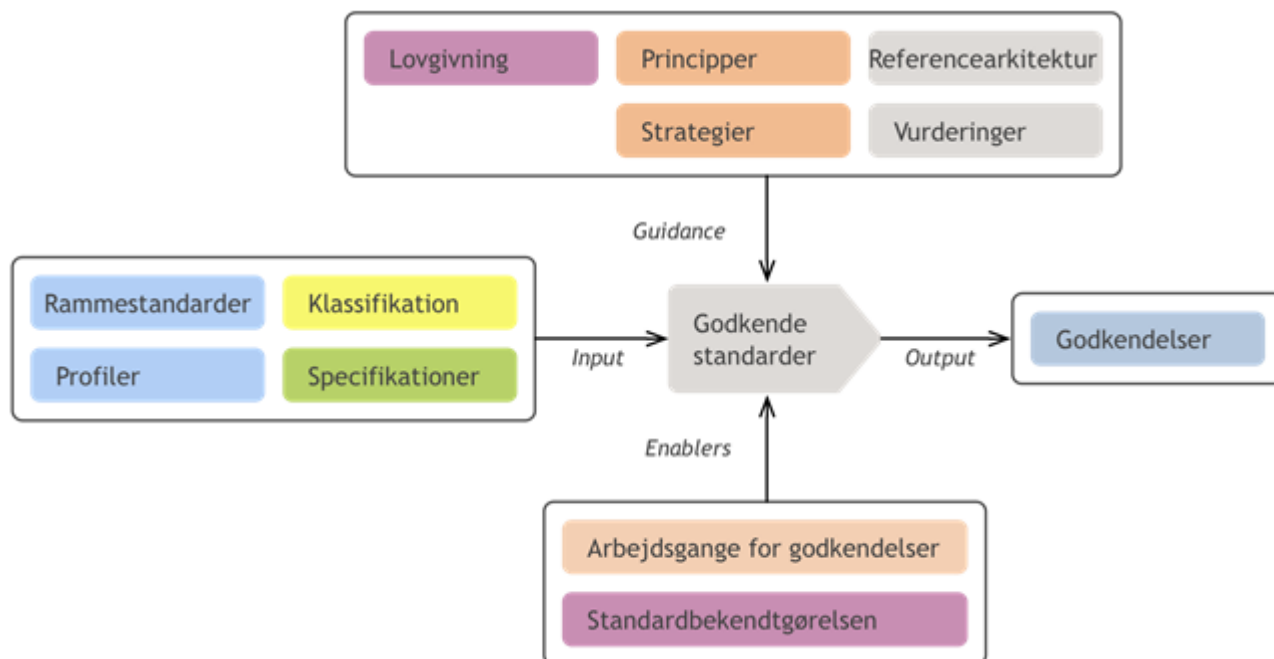 Lovgivning
Principper
Referencearkitektur
Strategier
Vurderinger
Guidance
Rammestandarder
Klassifikation
Profiler
Specifikationer
Input
Godkende
standarder
Output
Godkendelser
Enablers
Arbejdsgange for godkendelser
Standardbekendtgørelsen